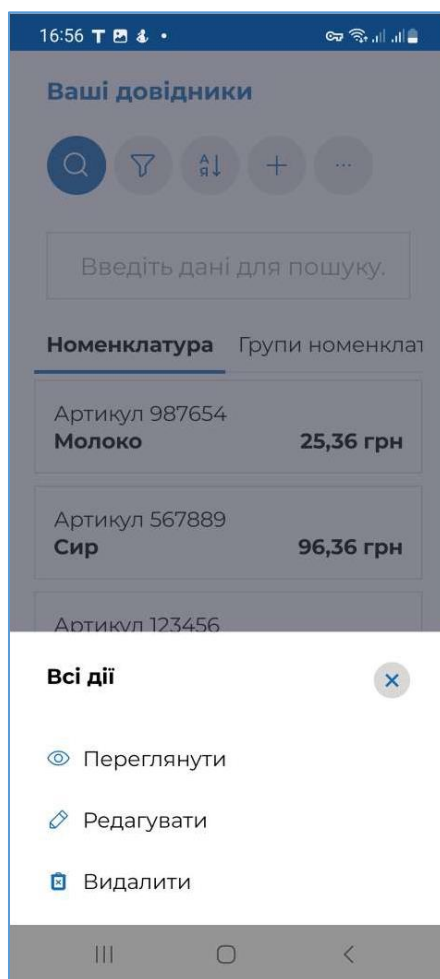 16:56
Ваші довідники
Введіть дані для пошуку.
Номенклатура Групи номенклат
Артикул 987654
Молоко 25,36 грн
Артикул 567889
Сир 96,36 грн
Артикул 123456
Всі дії
Переглянути
Редагувати
Видалити